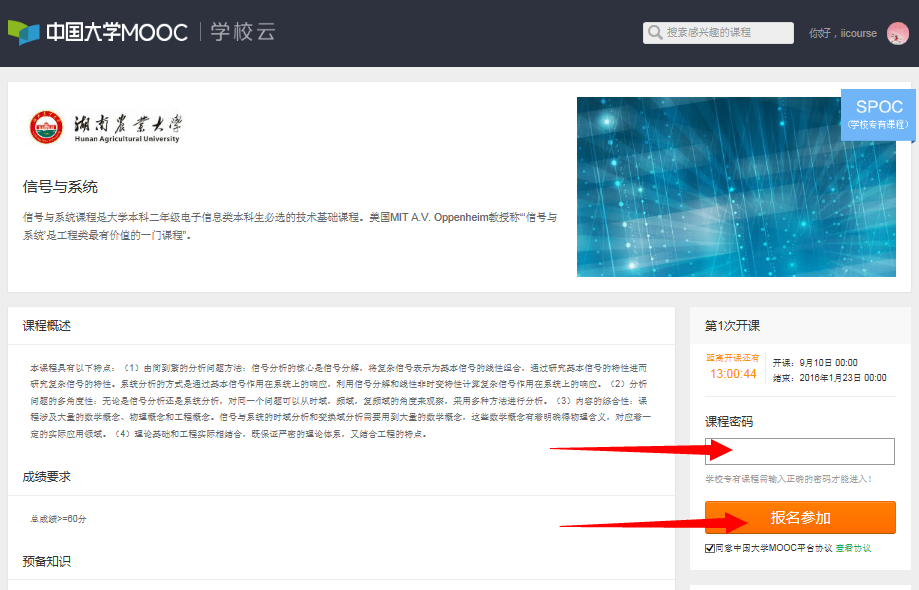 中国大学MOOC 学校云
搜索感兴趣的课程
你好，iicourse
湖南农业大学
Hunan Agricultural University
SPOC
(学校专有课程)
信号与系统
信号与系统课程是大学本科二年级电子信息类本科生必选的技术基础课程。美国MIT A.V. Oppenheim教授称“'信号与
系统'是工程类最有价值的一门课程”。
课程概述
本课程具有以下特点：（1）由简到繁的分析问题方法：信号分析的核心是信号分解，将复杂信号表示为基本信号的线性组合，通过研究基本信号的特性进而
研究复杂信号的特性。系统分析的方式是通过基本信号作用在系统上的响应，利用信号分解和线性非时变特性计算复杂信号作用在系统上的响应。（2）分析
问题的多角度性：无论是信号分析还是系统分析，对同一个问题可以从时域，频域，复频域的角度来观察，采用多种方法进行分析。（3）内容的综合性：课
程涉及大量的数学概念、物理概念和工程概念。信号与系统的时域分析和变换域分析需要用到大量的数学概念，这些数学概念有着明确得物理含义，对应着一
定的实际应用领域。（4）理论基础和工程实际相结合，既保证严密的理论体系，又结合工程的特点。
成绩要求
总成绩>=60分
预备知识
第1次开课
距离开课还有
13:00:44
开课：9月10日 00:00
结束：2016年1月23日 00:00
课程密码
学校专有课程需输入正确的密码才能进入！
报名参加
同意中国大学MOOC平台协议 查看协议